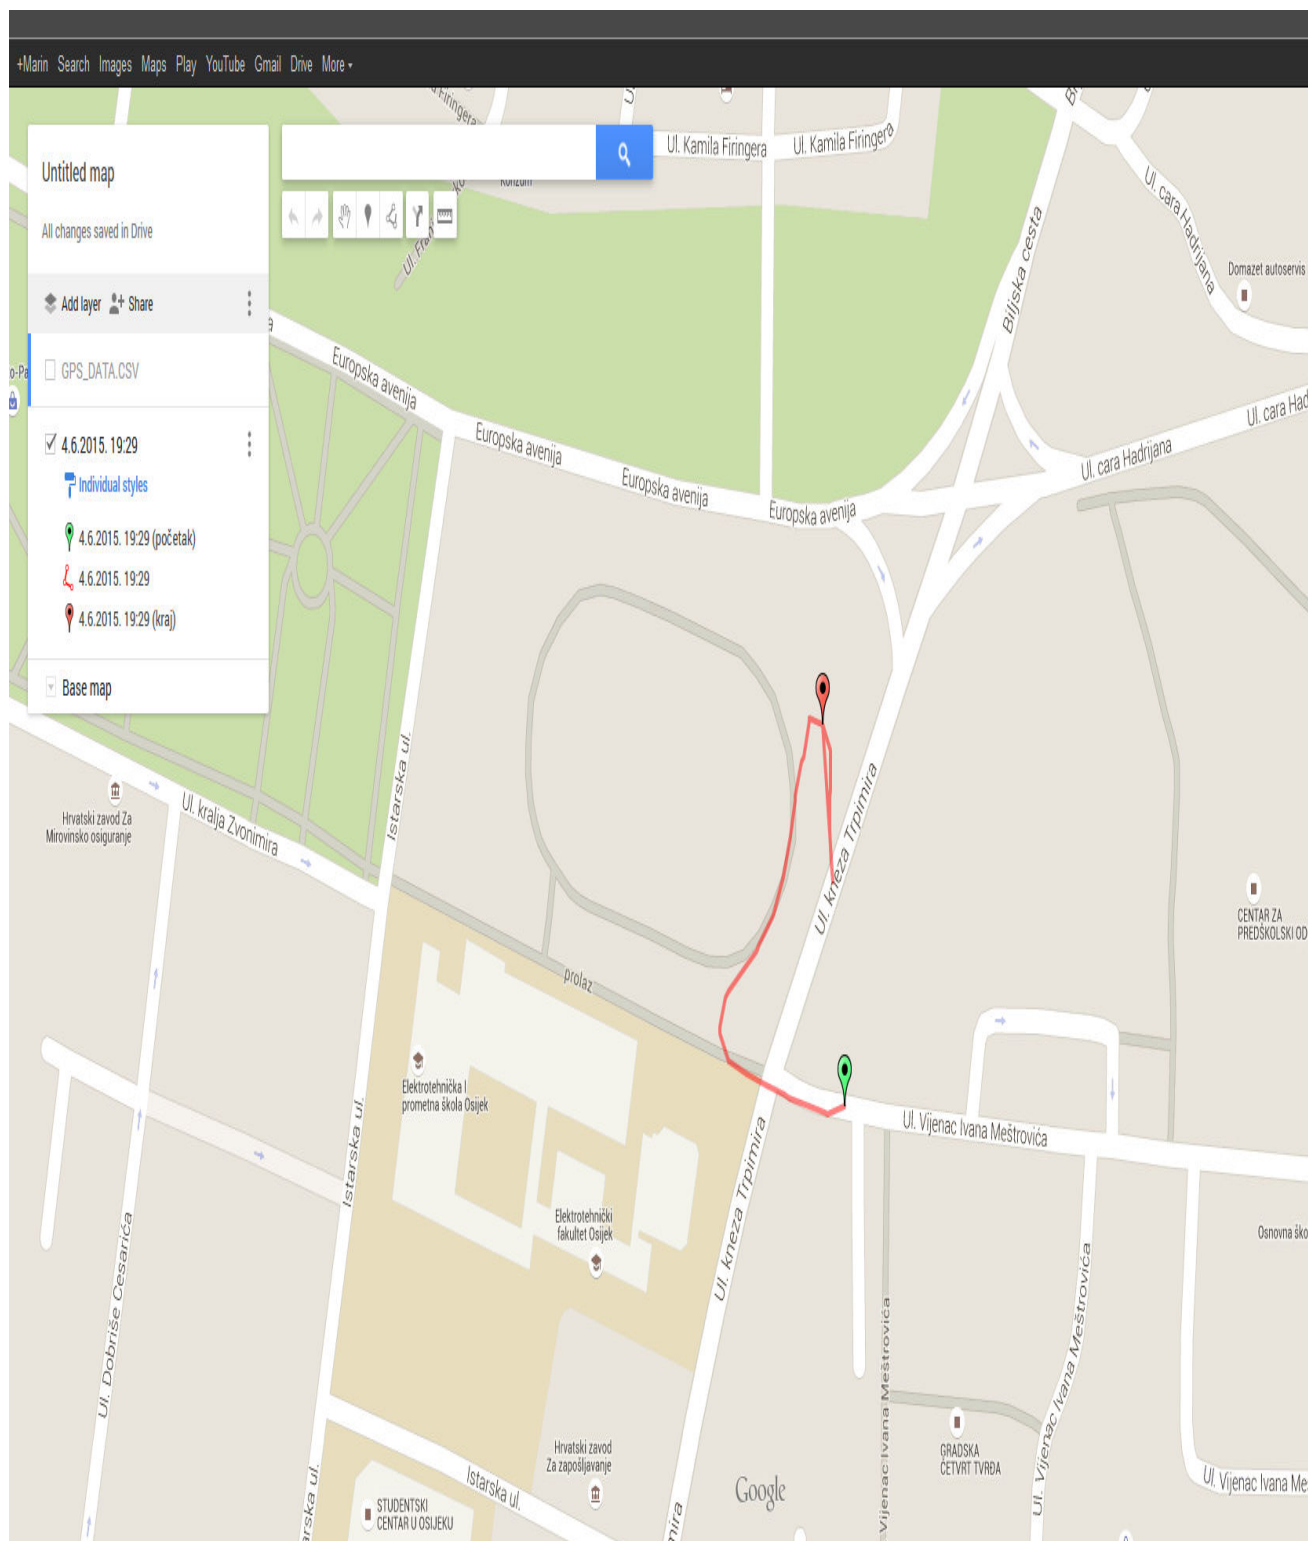 +Marin Search Images Maps Play YouTube Gmail Drive More
Untitled map
All changes saved in Drive
Add layer Share
GPS_DATA.CSV
4.6.2015. 19:29
Individual styles
4.6.2015. 19:29 (početak)
4.6.2015. 19:29
4.6.2015. 19:29 (kraj)
Base map
Firingera
Ul. Kamila Firingera
Ul. Kamila Firingera
Konzum
Ul. cara Hadrijana
Biljska cesta
Domazet autoservis
Europska avenija
Europska avenija
Europska avenija
Europska avenija
Ul. cara Had
Ul. cara Hadrijana
Istarska ul.
Ul. kralja Zvonimira
Hrvatski zavod Za
Mirovinsko osiguranje
Ul. kneza Trpimira
CENTAR ZA
PREDŠKOLSKI OD
prolaz
Elektrotehnička I
prometna škola Osijek
Ul. Vijenac Ivana Meštrovića
Istarska ul.
Ul. kneza Trpimira
Elektrotehnički
fakultet Osijek
Osnovna ško
Ul. Dobriše Cesarića
Vijenac Ivana Meštrovića
Ul. Vijenac Ivana Meštrovića
GRADSKA
ČETVRT TVRĐA
Hrvatski zavod
Za zapošljavanje
Istarska ul.
STUDENTSKI
CENTAR U OSIJEKU
Google
Ul. Vijenac Ivana Me
rska ul.
mira